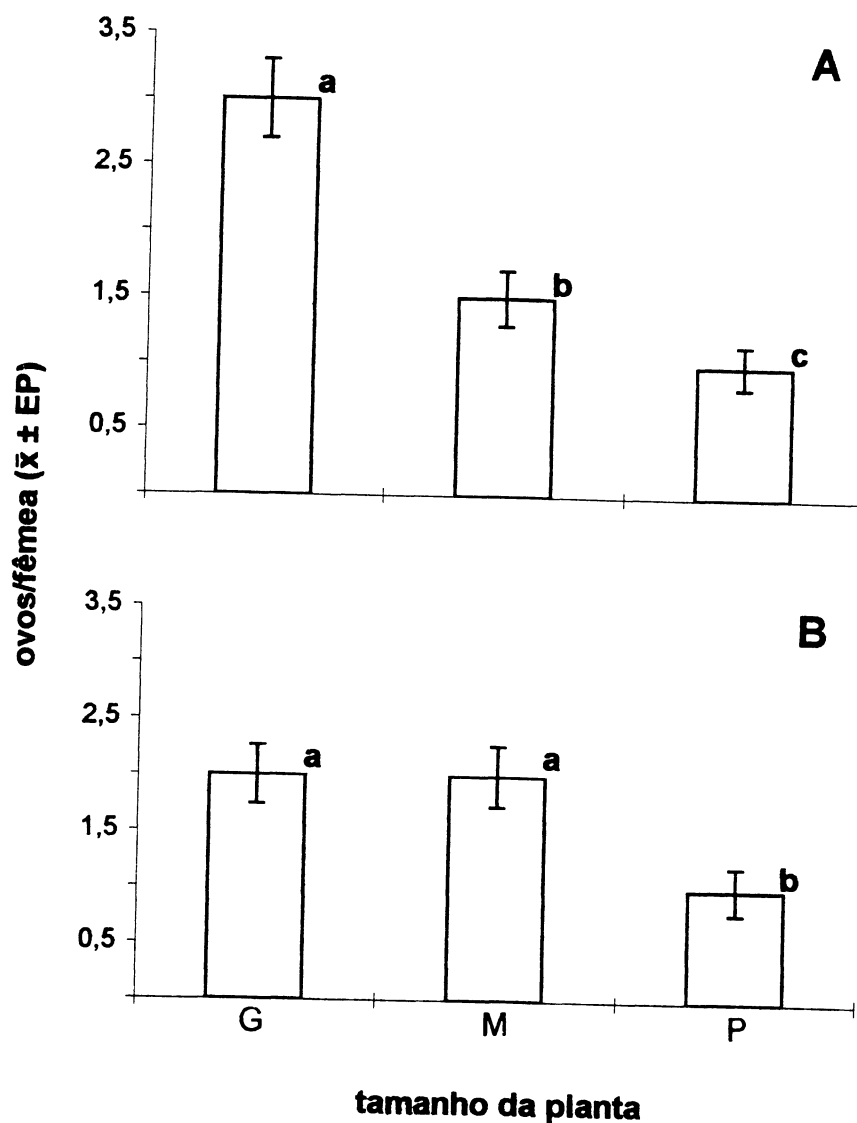 3,5
A
a
2,5
b
1,5
c
0,5
ovos/fêmea (x̄ ± EP)
3,5
B
2,5
a
a
1,5
b
0,5
G M P
tamanho da planta